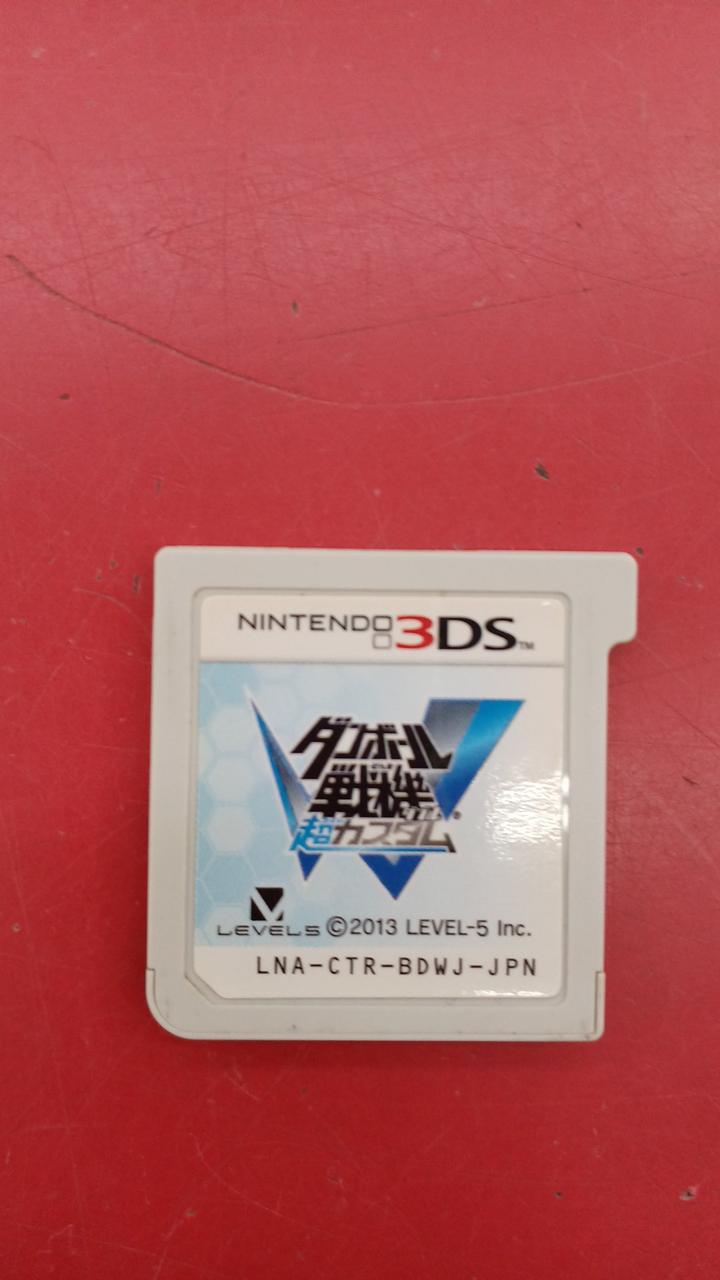 NINTENDO 3DS™
ダンボール
戦機
超カスタム
LEVEL5 ©2013 LEVEL-5 Inc.
LNA-CTR-BDWJ-JPN